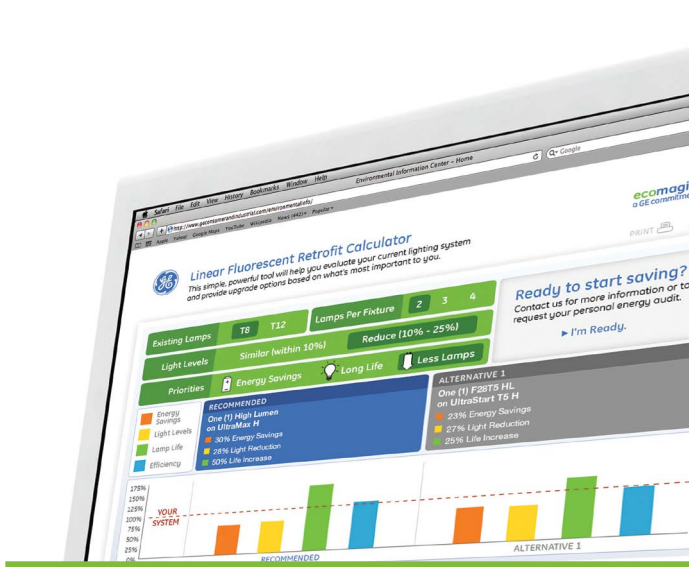 Safari File Edit View History Bookmarks Window Help
Environmental Information Center – Home
http://www.geconsumerandindustrial.com/environmentalinfo/
Google
Apple Yahoo! Google Maps YouTube Wikipedia News (442) Popular
ecomagi
a GE commitme
PRINT
GE
Linear Fluorescent Retrofit Calculator
This simple, powerful tool will help you evaluate your current lighting system
and provide upgrade options based on what's most important to you.
Existing Lamps T8 T12 Lamps Per Fixture 2 3 4
Light Levels Similar (within 10%) Reduce (10% - 25%)
Priorities Energy Savings Long Life Less Lamps
Ready to start saving?
Contact us for more information or to
request your personal energy audit.
I'm Ready.
Energy
Savings
Light Levels
Lamp Life
Efficiency
RECOMMENDED
One (1) High Lumen
on UltraMax H
30% Energy Savings
28% Light Reduction
50% Life Increase
ALTERNATIVE 1
One (1) F28T5 HL
on UltraStart T5 H
23% Energy Savings
27% Light Reduction
25% Life Increase
175%
150%
125%
100%
75%
50%
25%
0%
YOUR
SYSTEM
RECOMMENDED
ALTERNATIVE 1